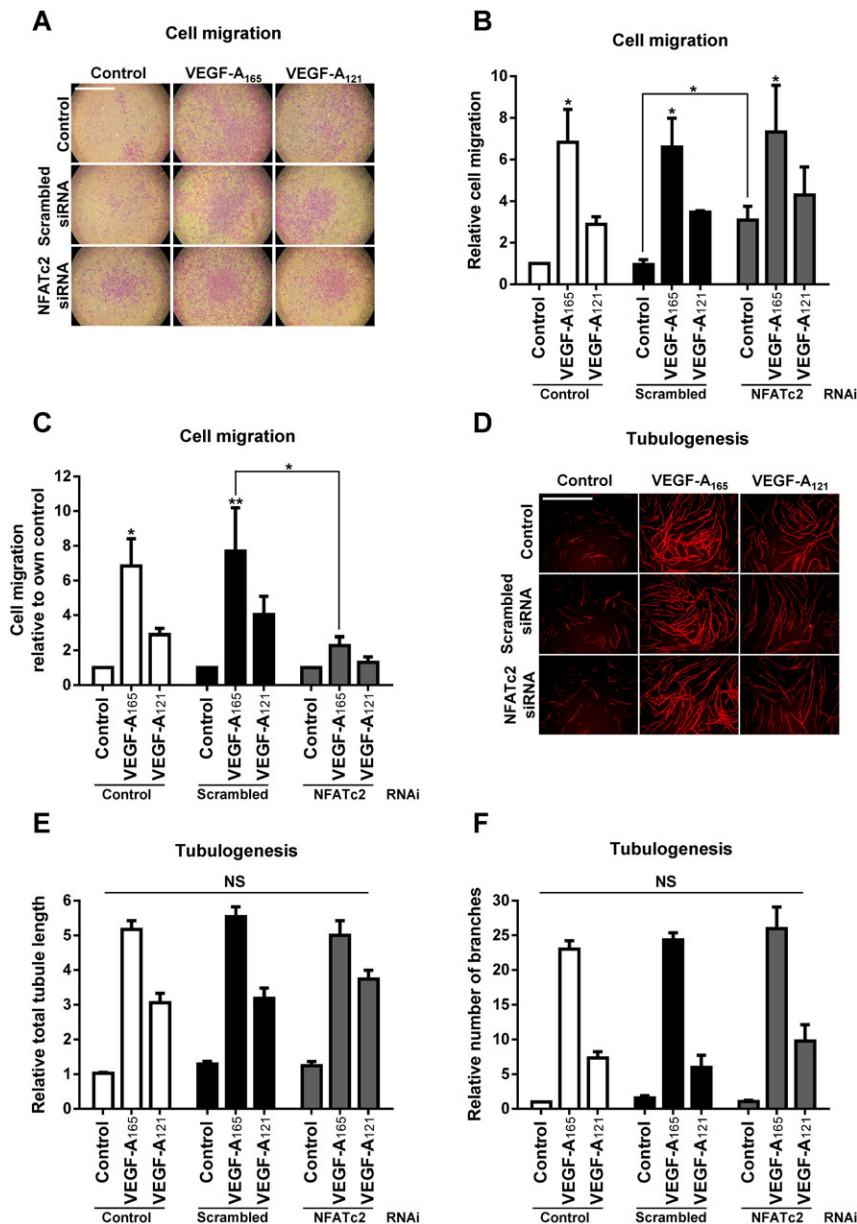 A
Cell migration
Control VEGF-A165 VEGF-A121
Control
Scrambled
siRNA
NFATc2
siRNA
B
Cell migration
Relative cell migration
10
8
6
4
2
0
*
*
*
*
Control
VEGF-A165
VEGF-A121
Control
VEGF-A165
VEGF-A121
Control
VEGF-A165
VEGF-A121
Control Scrambled NFATc2 RNAi
C
Cell migration
Cell migration
relative to own control
12
10
8
6
4
2
0
*
**
*
Control
VEGF-A165
VEGF-A121
Control
VEGF-A165
VEGF-A121
Control
VEGF-A165
VEGF-A121
Control Scrambled NFATc2 RNAi
D
Tubulogenesis
Control VEGF-A165 VEGF-A121
Control
Scrambled
siRNA
NFATc2
siRNA
E
Tubulogenesis
NS
Relative total tubule length
6
5
4
3
2
1
0
Control
VEGF-A165
VEGF-A121
Control
VEGF-A165
VEGF-A121
Control
VEGF-A165
VEGF-A121
Control Scrambled NFATc2 RNAi
F
Tubulogenesis
NS
Relative number of branches
30
25
20
15
10
5
0
Control
VEGF-A165
VEGF-A121
Control
VEGF-A165
VEGF-A121
Control
VEGF-A165
VEGF-A121
Control Scrambled NFATc2 RNAi